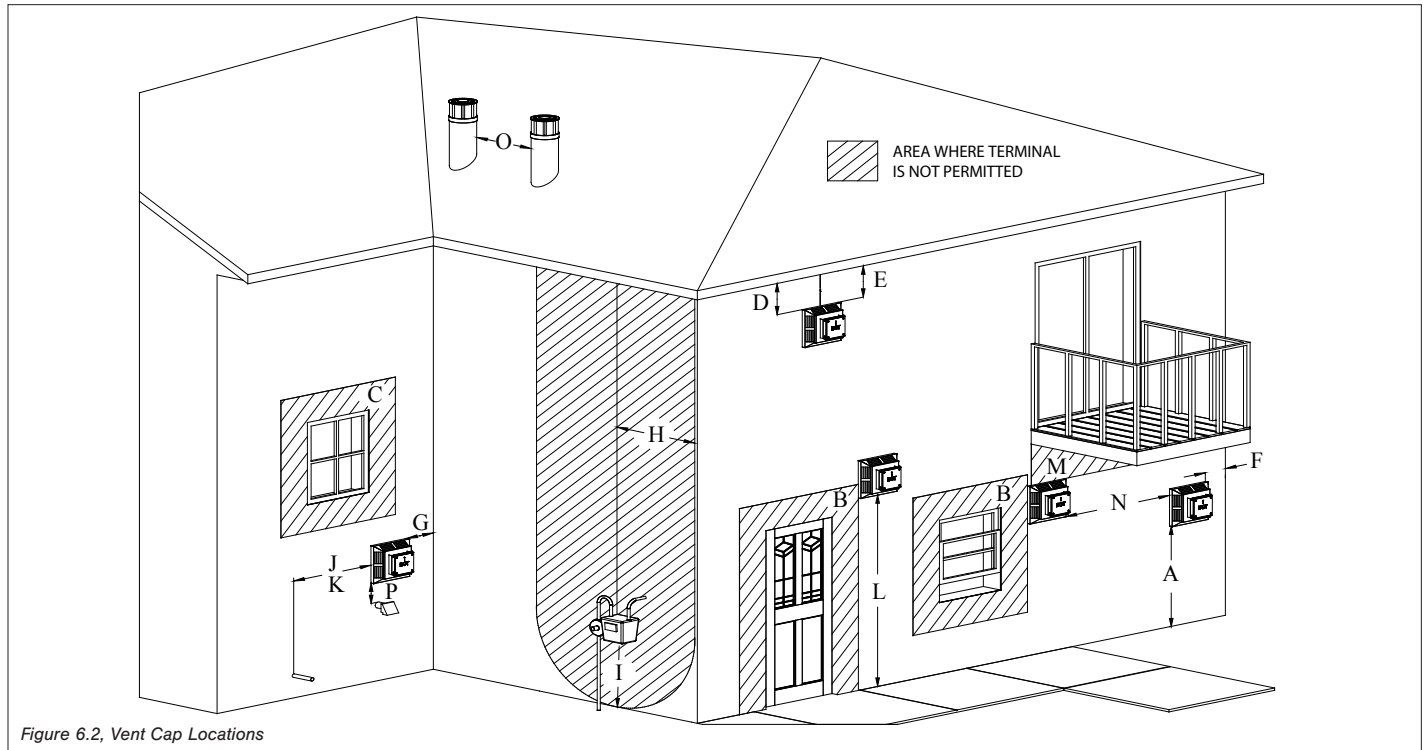 O
AREA WHERE TERMINAL
IS NOT PERMITTED
D
E
C
H
B
M
F
B
N
G
J
K
P
L
A
I
Figure 6.2, Vent Cap Locations